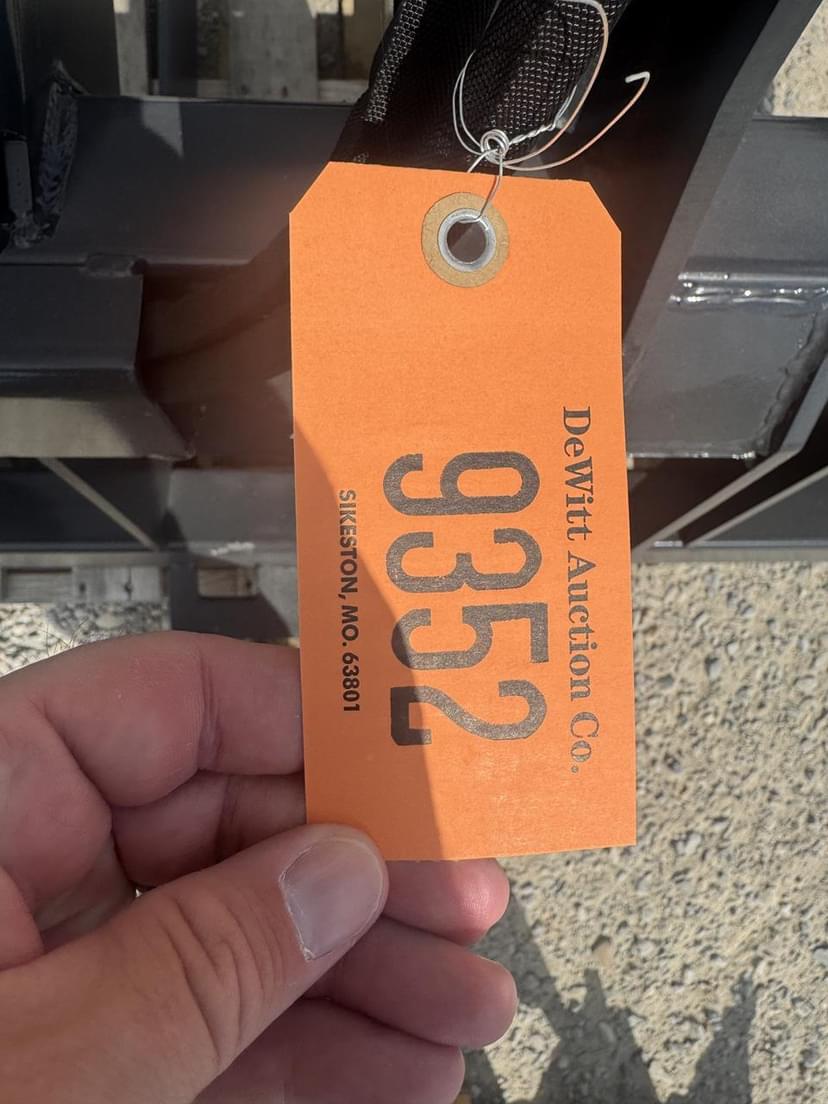 DeWitt Auction Co.
9352
SIKESTON, MO. 63801